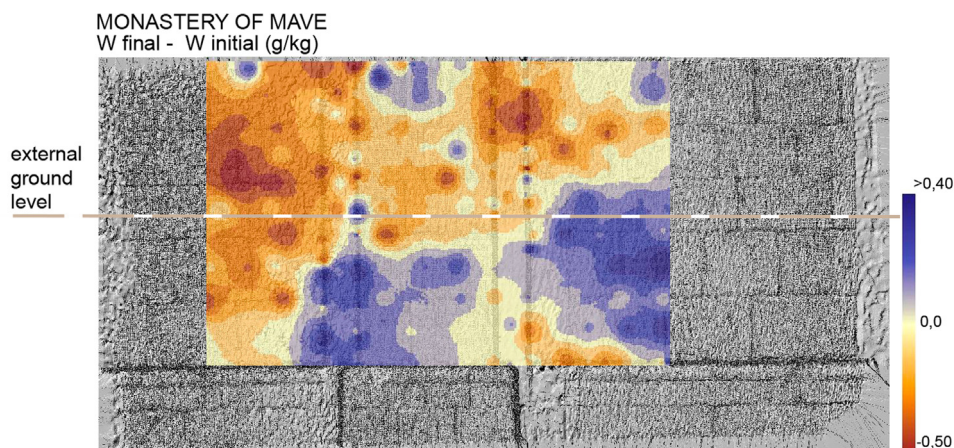 MONASTERY OF MAVE
W final - W initial (g/kg)
external
ground
level
>0,40
0,0
-0,50